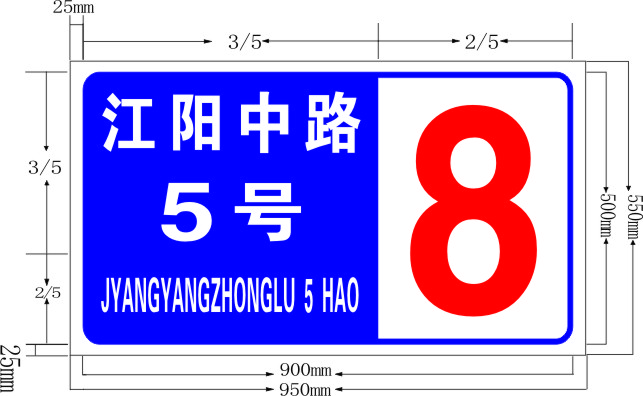 25mm
3/5
2/5
江阳中路
5号
JYANGYANGZHONGLU 5 HAO
8
3/5
2/5
25mm
500mm
550mm
900mm
950mm